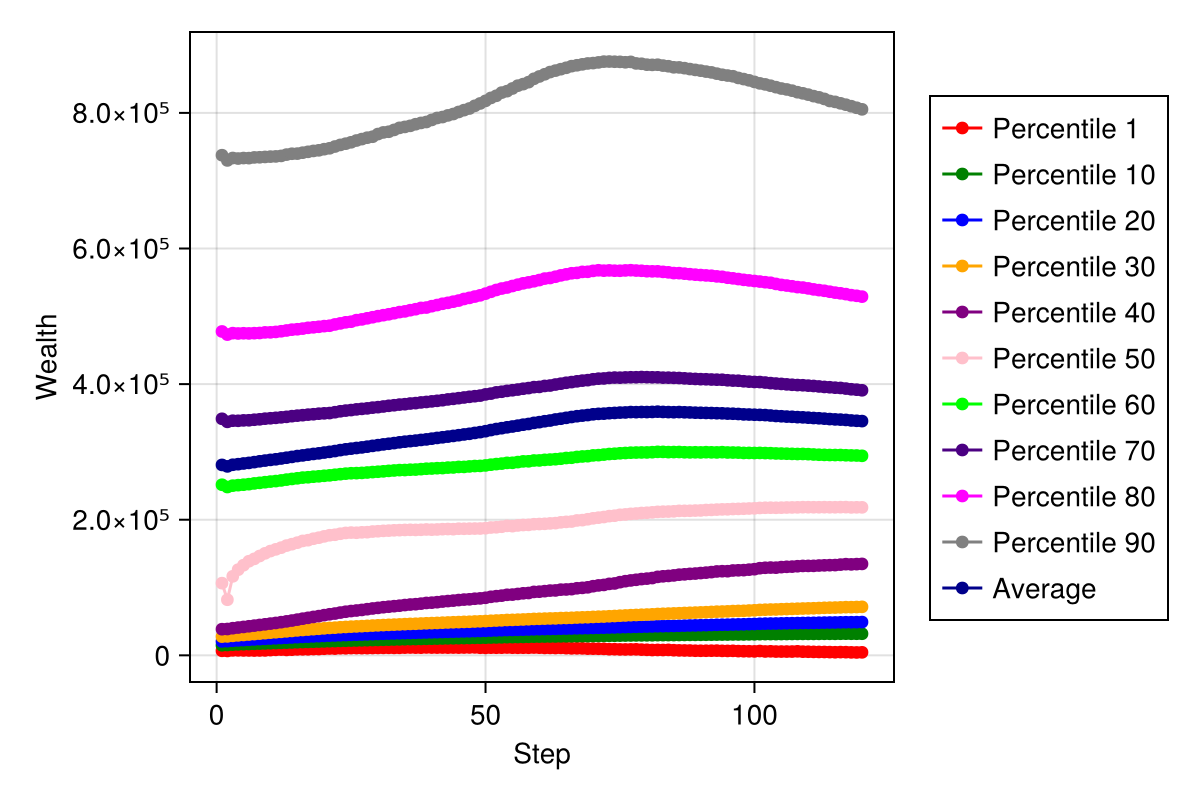 Wealth
8.0×10⁵
6.0×10⁵
4.0×10⁵
2.0×10⁵
0
0 50 100
Step
Percentile 1
Percentile 10
Percentile 20
Percentile 30
Percentile 40
Percentile 50
Percentile 60
Percentile 70
Percentile 80
Percentile 90
Average